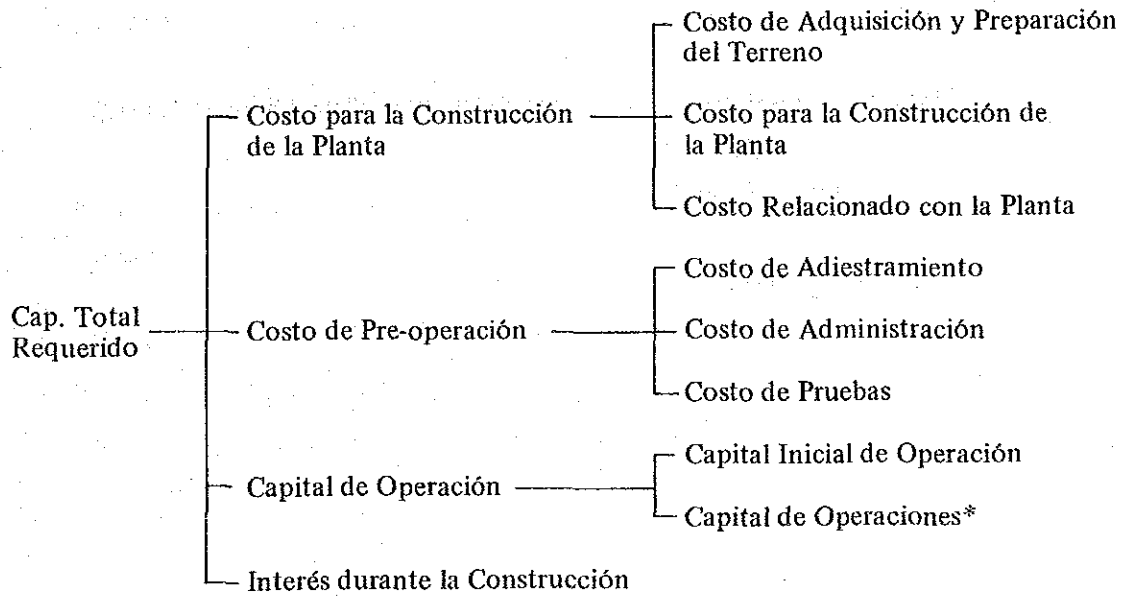 Costo de Adquisición y Preparación
del Terreno
Costo para la Construcción
de la Planta
Costo para la Construcción de
la Planta
Costo Relacionado con la Planta
Cap. Total
Requerido
Costo de Pre-operación
Costo de Adiestramiento
Costo de Administración
Costo de Pruebas
Capital de Operación
Capital Inicial de Operación
Capital de Operaciones*
Interés durante la Construcción